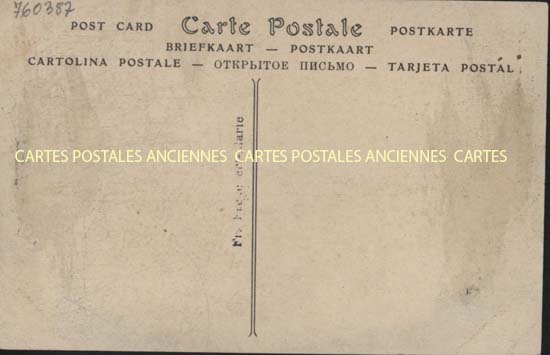 760387
POST CARD Carte Postale POSTKARTE
BRIEFKAART — POSTKAART
CARTOLINA POSTALE — ОТКРЫТОЕ ПИСЬМО — TARJETA POSTAL
CARTES POSTALES ANCIENNES CARTES POSTALES ANCIENNES CARTES